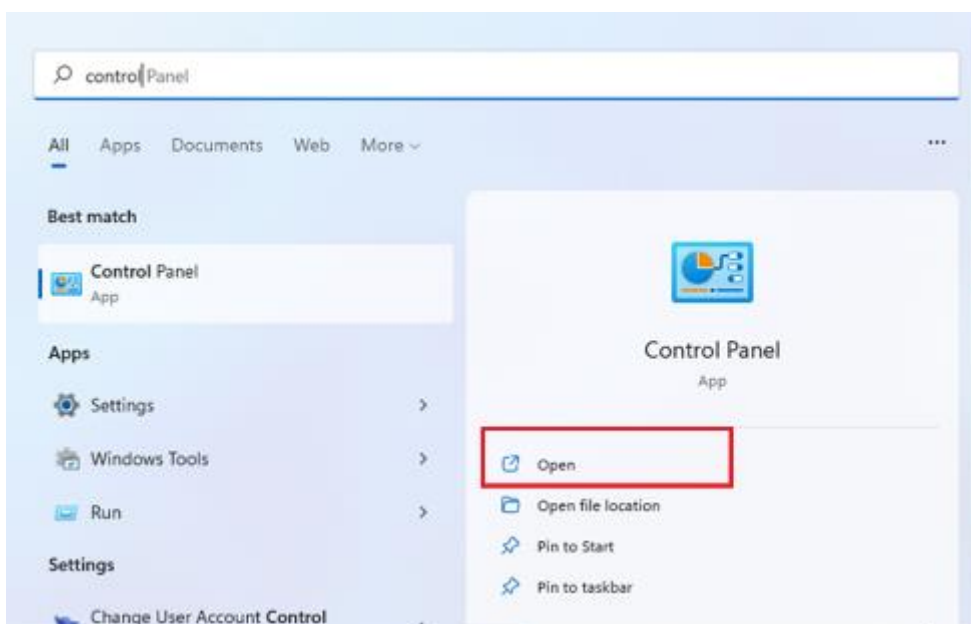 control Panel
All Apps Documents Web More
Best match
Control Panel
App
Apps
Settings
Windows Tools
Run
Settings
Change User Account Control
Control Panel
App
Open
Open file location
Pin to Start
Pin to taskbar